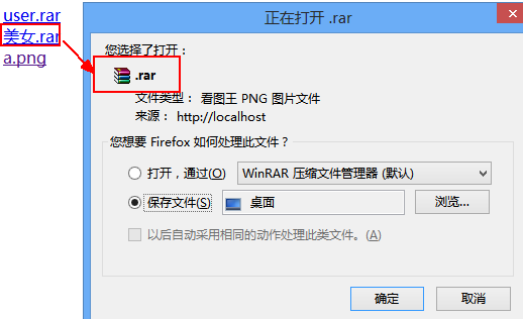 user.rar
美女.rar
a.png
正在打开 .rar
您选择了打开：
.rar
文件类型： 看图王 PNG 图片文件
来源： http://localhost
您想要 Firefox 如何处理此文件？
打开，通过(O) WinRAR 压缩文件管理器 (默认)
保存文件(S) 桌面 浏览...
以后自动采用相同的动作处理此类文件。(A)
确定 取消